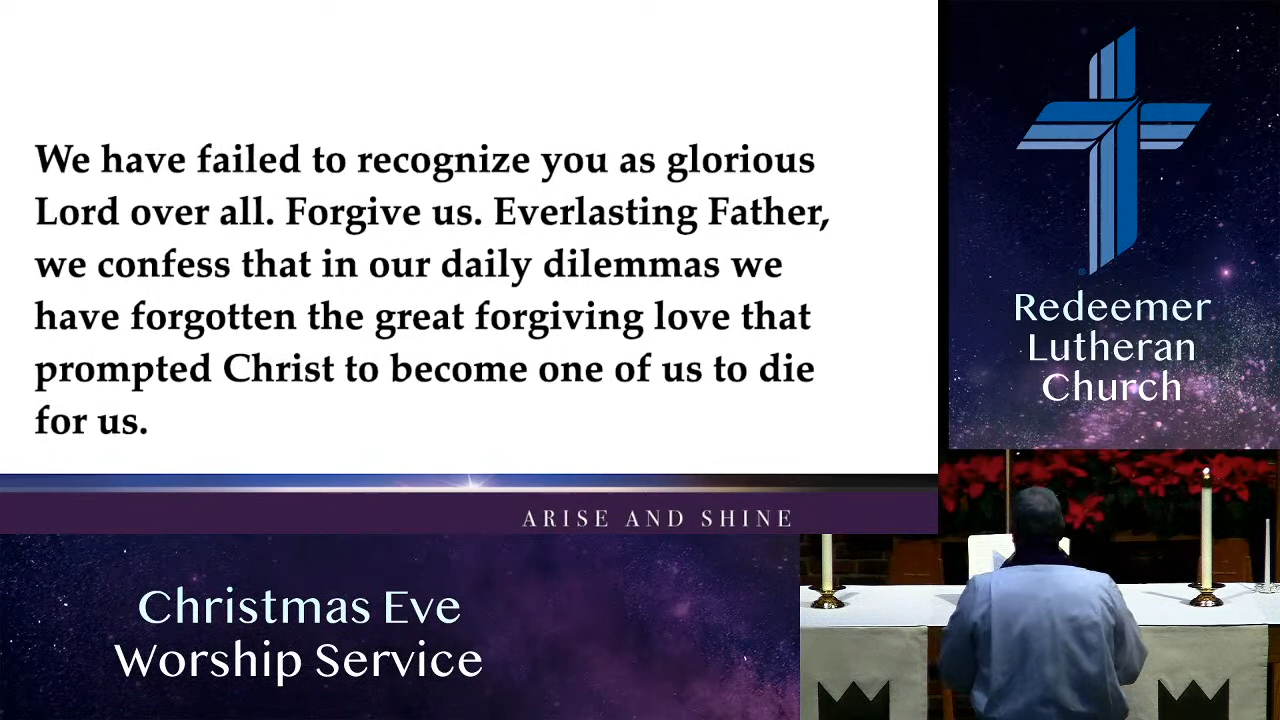 We have failed to recognize you as glorious
Lord over all. Forgive us. Everlasting Father,
we confess that in our daily dilemmas we
have forgotten the great forgiving love that
prompted Christ to become one of us to die
for us.
ARISE AND SHINE
Redeemer
Lutheran
Church
Christmas Eve
Worship Service